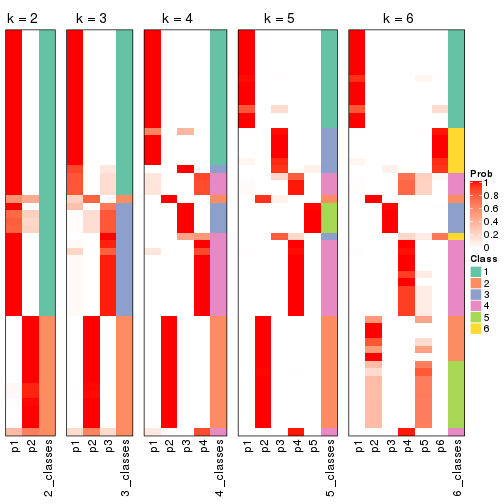 k = 2
k = 3
k = 4
k = 5
k = 6
Prob
1
0.8
0.6
0.4
0.2
0
Class
1
2
3
4
5
6
p1
p2
2_classes
p1
p2
p3
3_classes
p1
p2
p3
p4
4_classes
p1
p2
p3
p4
p5
5_classes
p1
p2
p3
p4
p5
p6
6_classes